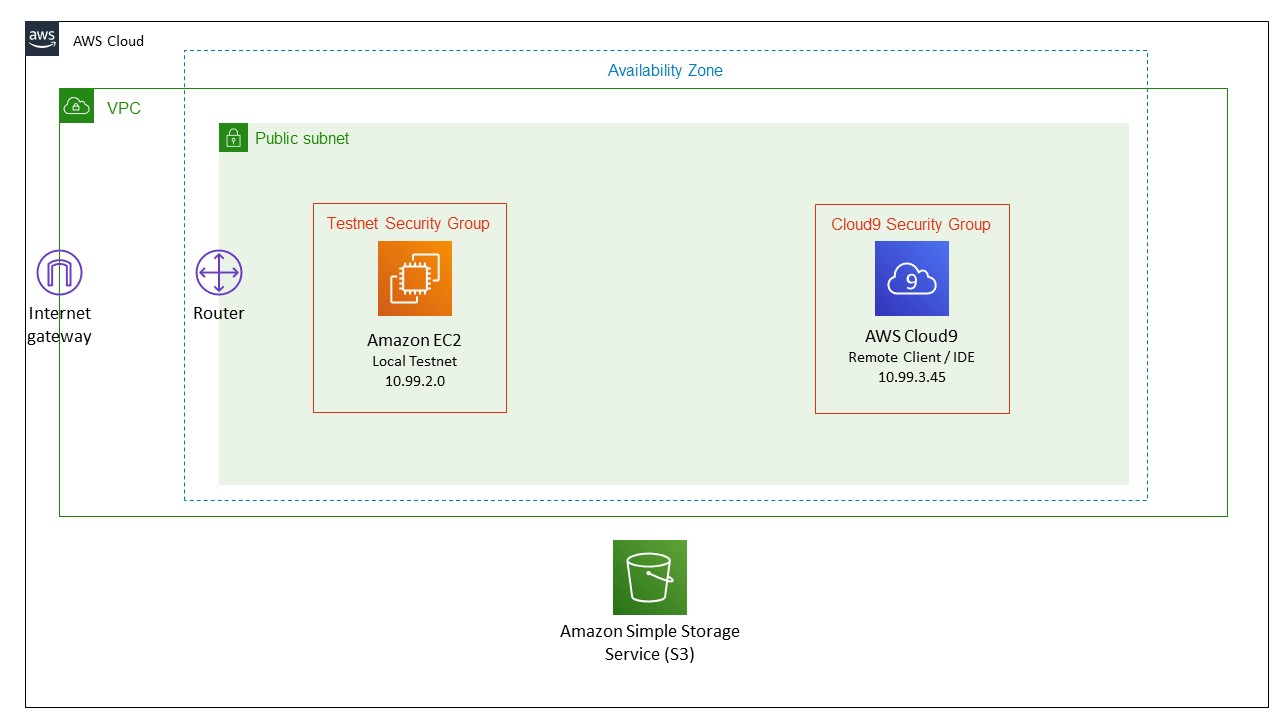 aws
AWS Cloud
Availability Zone
VPC
Public subnet
Testnet Security Group
Cloud9 Security Group
9
Internet
gateway
Router
Amazon EC2
Local Testnet
10.99.2.0
AWS Cloud9
Remote Client / IDE
10.99.3.45
Amazon Simple Storage
Service (S3)